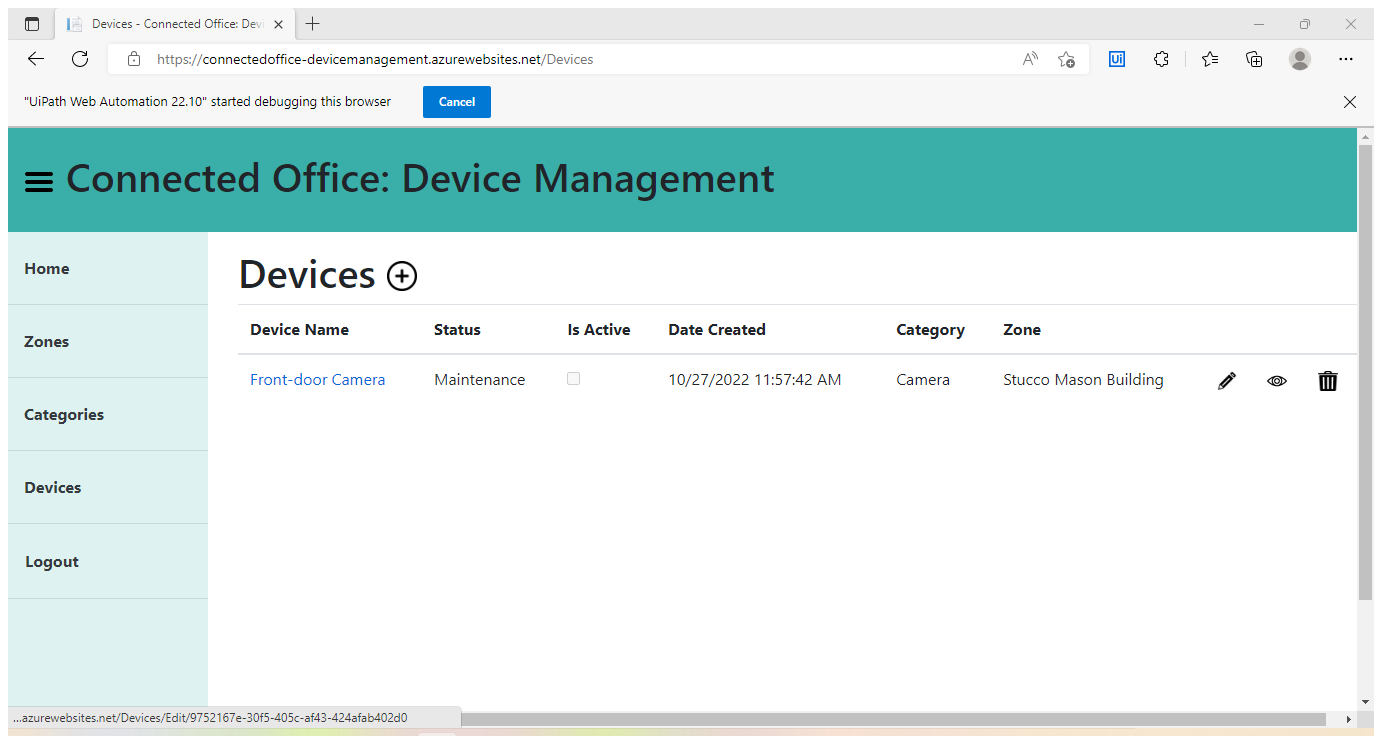 Devices - Connected Office: Devi
https://connectedoffice-devicemanagement.azurewebsites.net/Devices
"UiPath Web Automation 22.10" started debugging this browser Cancel
Connected Office: Device Management
Home
Zones
Categories
Devices
Logout
Devices
Device Name Status Is Active Date Created Category Zone
Front-door Camera Maintenance 10/27/2022 11:57:42 AM Camera Stucco Mason Building
...azurewebsites.net/Devices/Edit/9752167e-30f5-405c-af43-424afab402d0